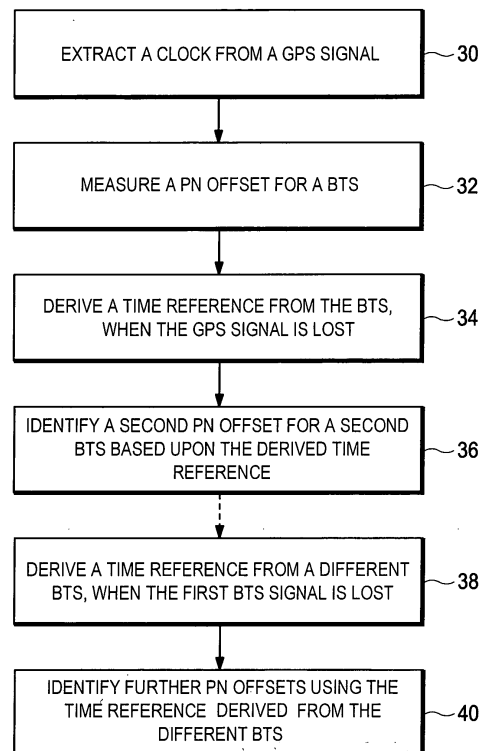 EXTRACT A CLOCK FROM A GPS SIGNAL
30
MEASURE A PN OFFSET FOR A BTS
32
DERIVE A TIME REFERENCE FROM THE BTS,
WHEN THE GPS SIGNAL IS LOST
34
IDENTIFY A SECOND PN OFFSET FOR A SECOND
BTS BASED UPON THE DERIVED TIME
REFERENCE
36
DERIVE A TIME REFERENCE FROM A DIFFERENT
BTS, WHEN THE FIRST BTS SIGNAL IS LOST
38
IDENTIFY FURTHER PN OFFSETS USING THE
TIME REFERENCE DERIVED FROM THE
DIFFERENT BTS
40